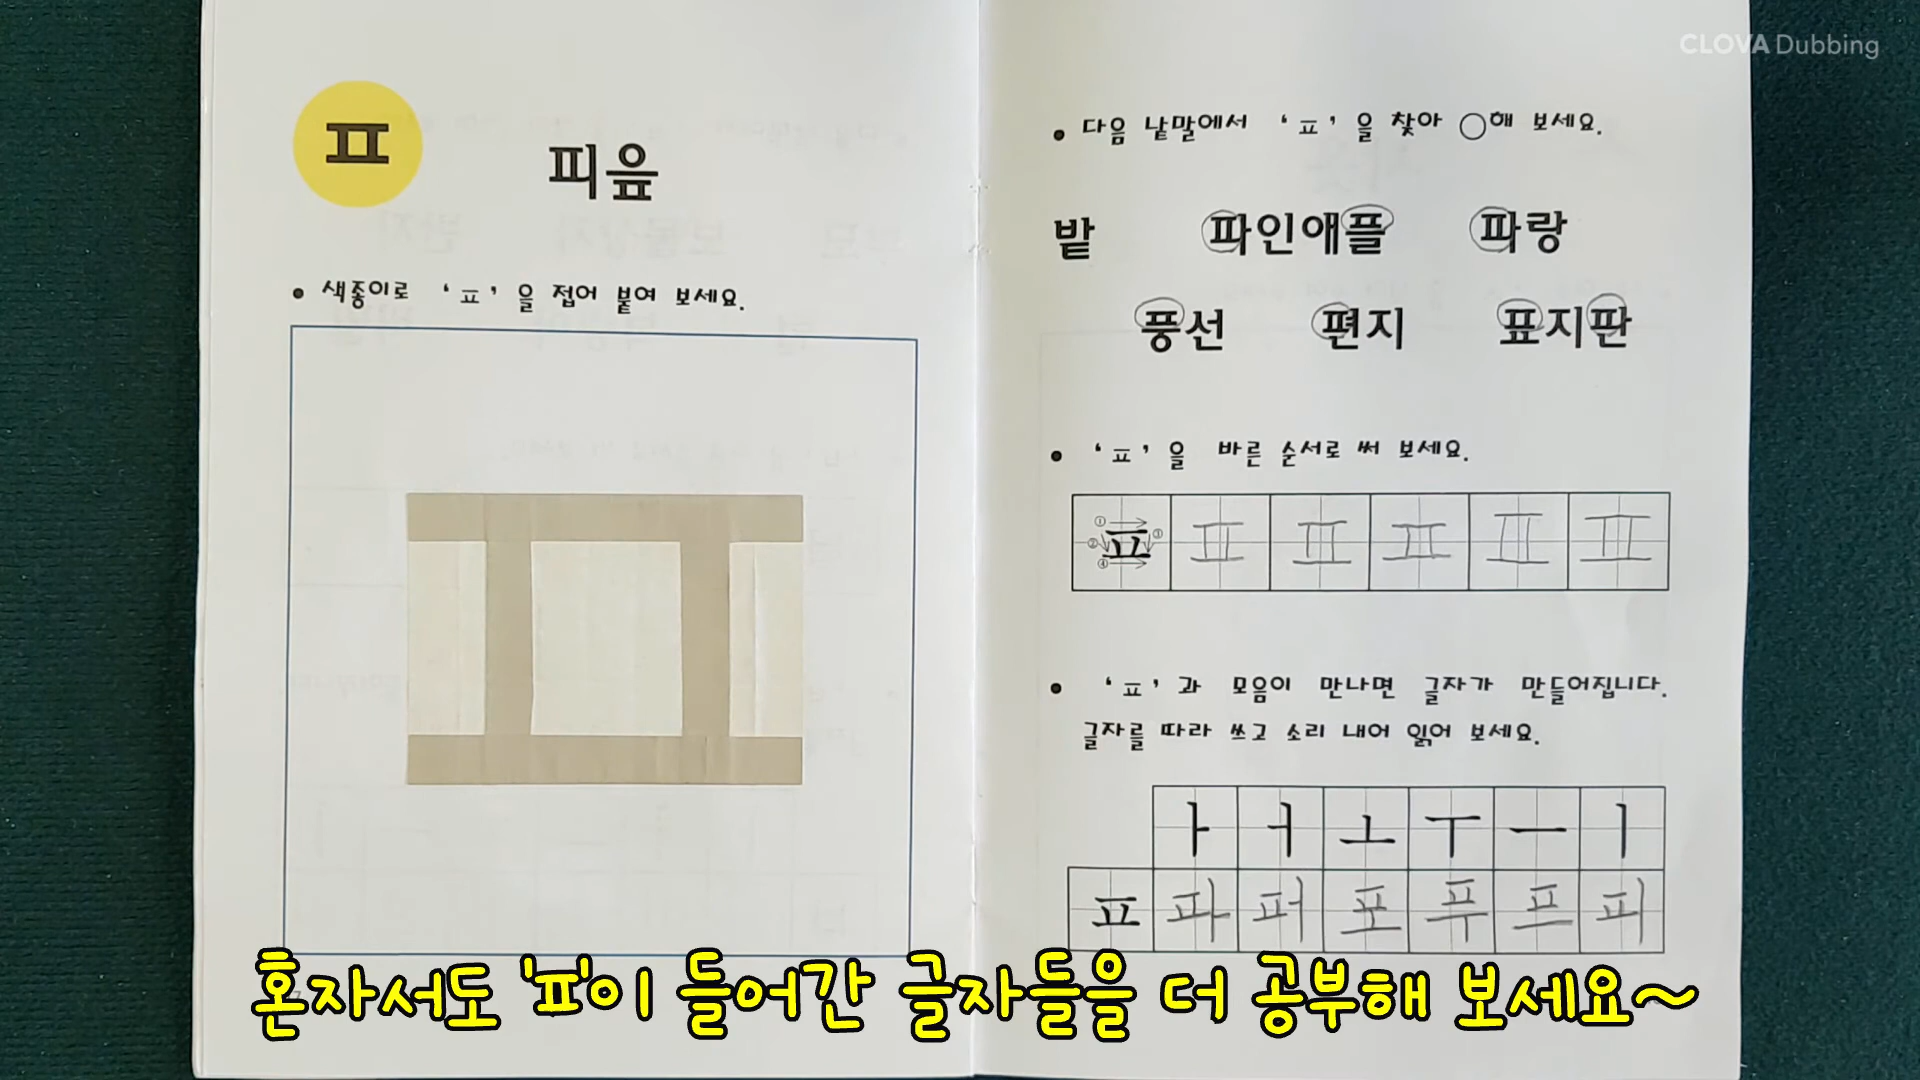 CLOVA Dubbing
ㅍ
피읖
• 색종이로 'ㅍ'을 접어 붙여 보세요.
• 다음 낱말에서 'ㅍ'을 찾아 ○해 보세요.
밭 파인애플 파랑
풍선 편지 표지판
• 'ㅍ'을 바른 순서로 써 보세요.
① ② ③ ④ ㅍ ㅍ ㅍ ㅍ ㅍ ㅍ
• 'ㅍ'과 모음이 만나면 글자가 만들어집니다.
글자를 따라 쓰고 소리 내어 읽어 보세요.
ㅏ ㅓ ㅗ ㅜ ㅡ ㅣ
ㅍ 파 퍼 포 푸 프 피
혼자서도 'ㅍ'이 들어간 글자들을 더 공부해 보세요~